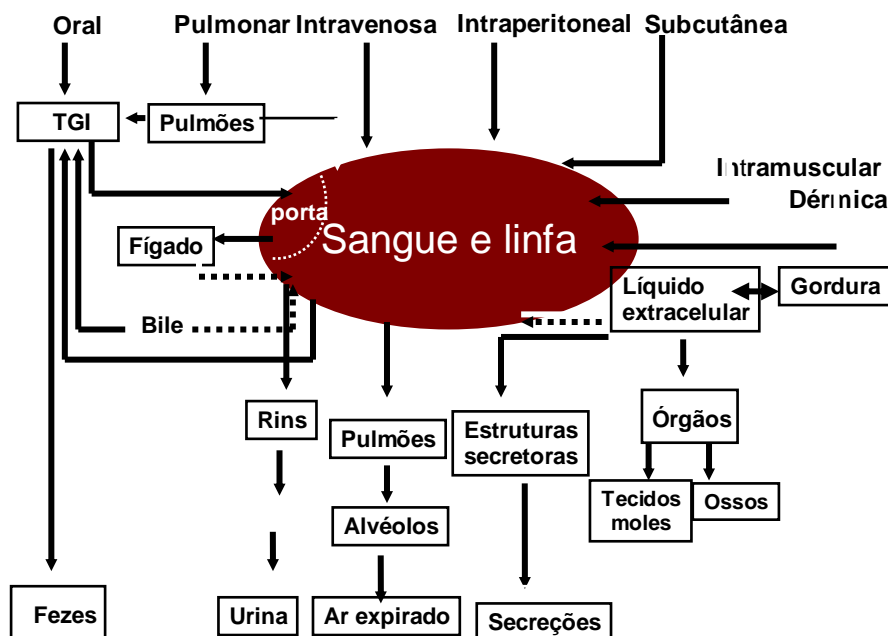 Oral
Pulmonar
Intravenosa
Intraperitoneal
Subcutânea
TGI
Pulmões
Intramuscular
Dérmica
porta
Sangue e linfa
Fígado
Líquido
extracelular
Gordura
Bile
Rins
Pulmões
Estruturas
secretoras
Órgãos
Alvéolos
Tecidos
moles
Ossos
Fezes
Urina
Ar expirado
Secreções